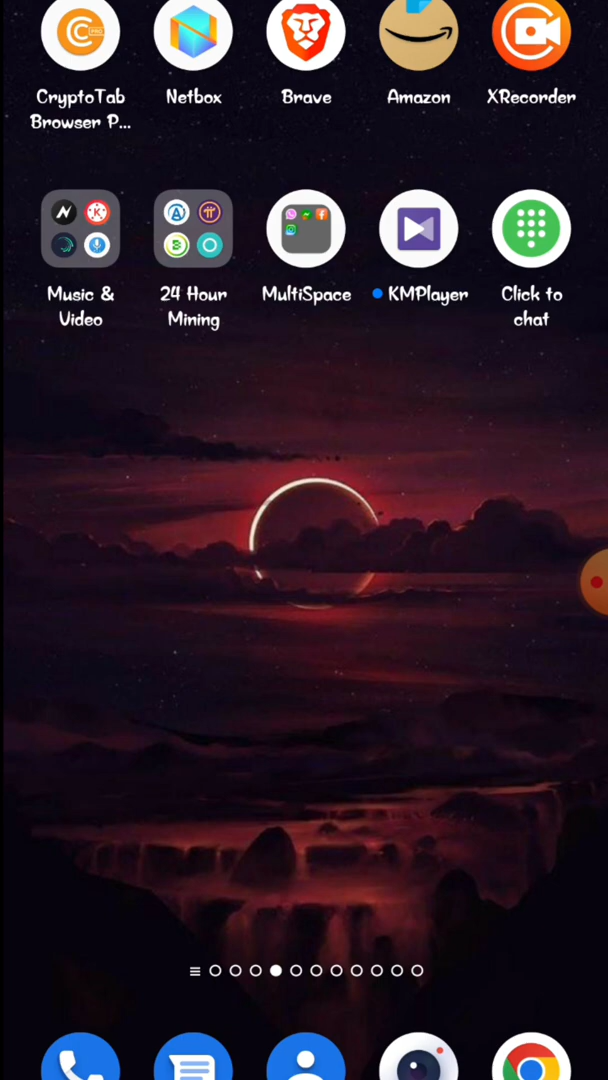 CryptoTab
Browser P...
Netbox
Brave
Amazon
XRecorder
Music &
Video
24 Hour
Mining
MultiSpace
KMPlayer
Click to
chat